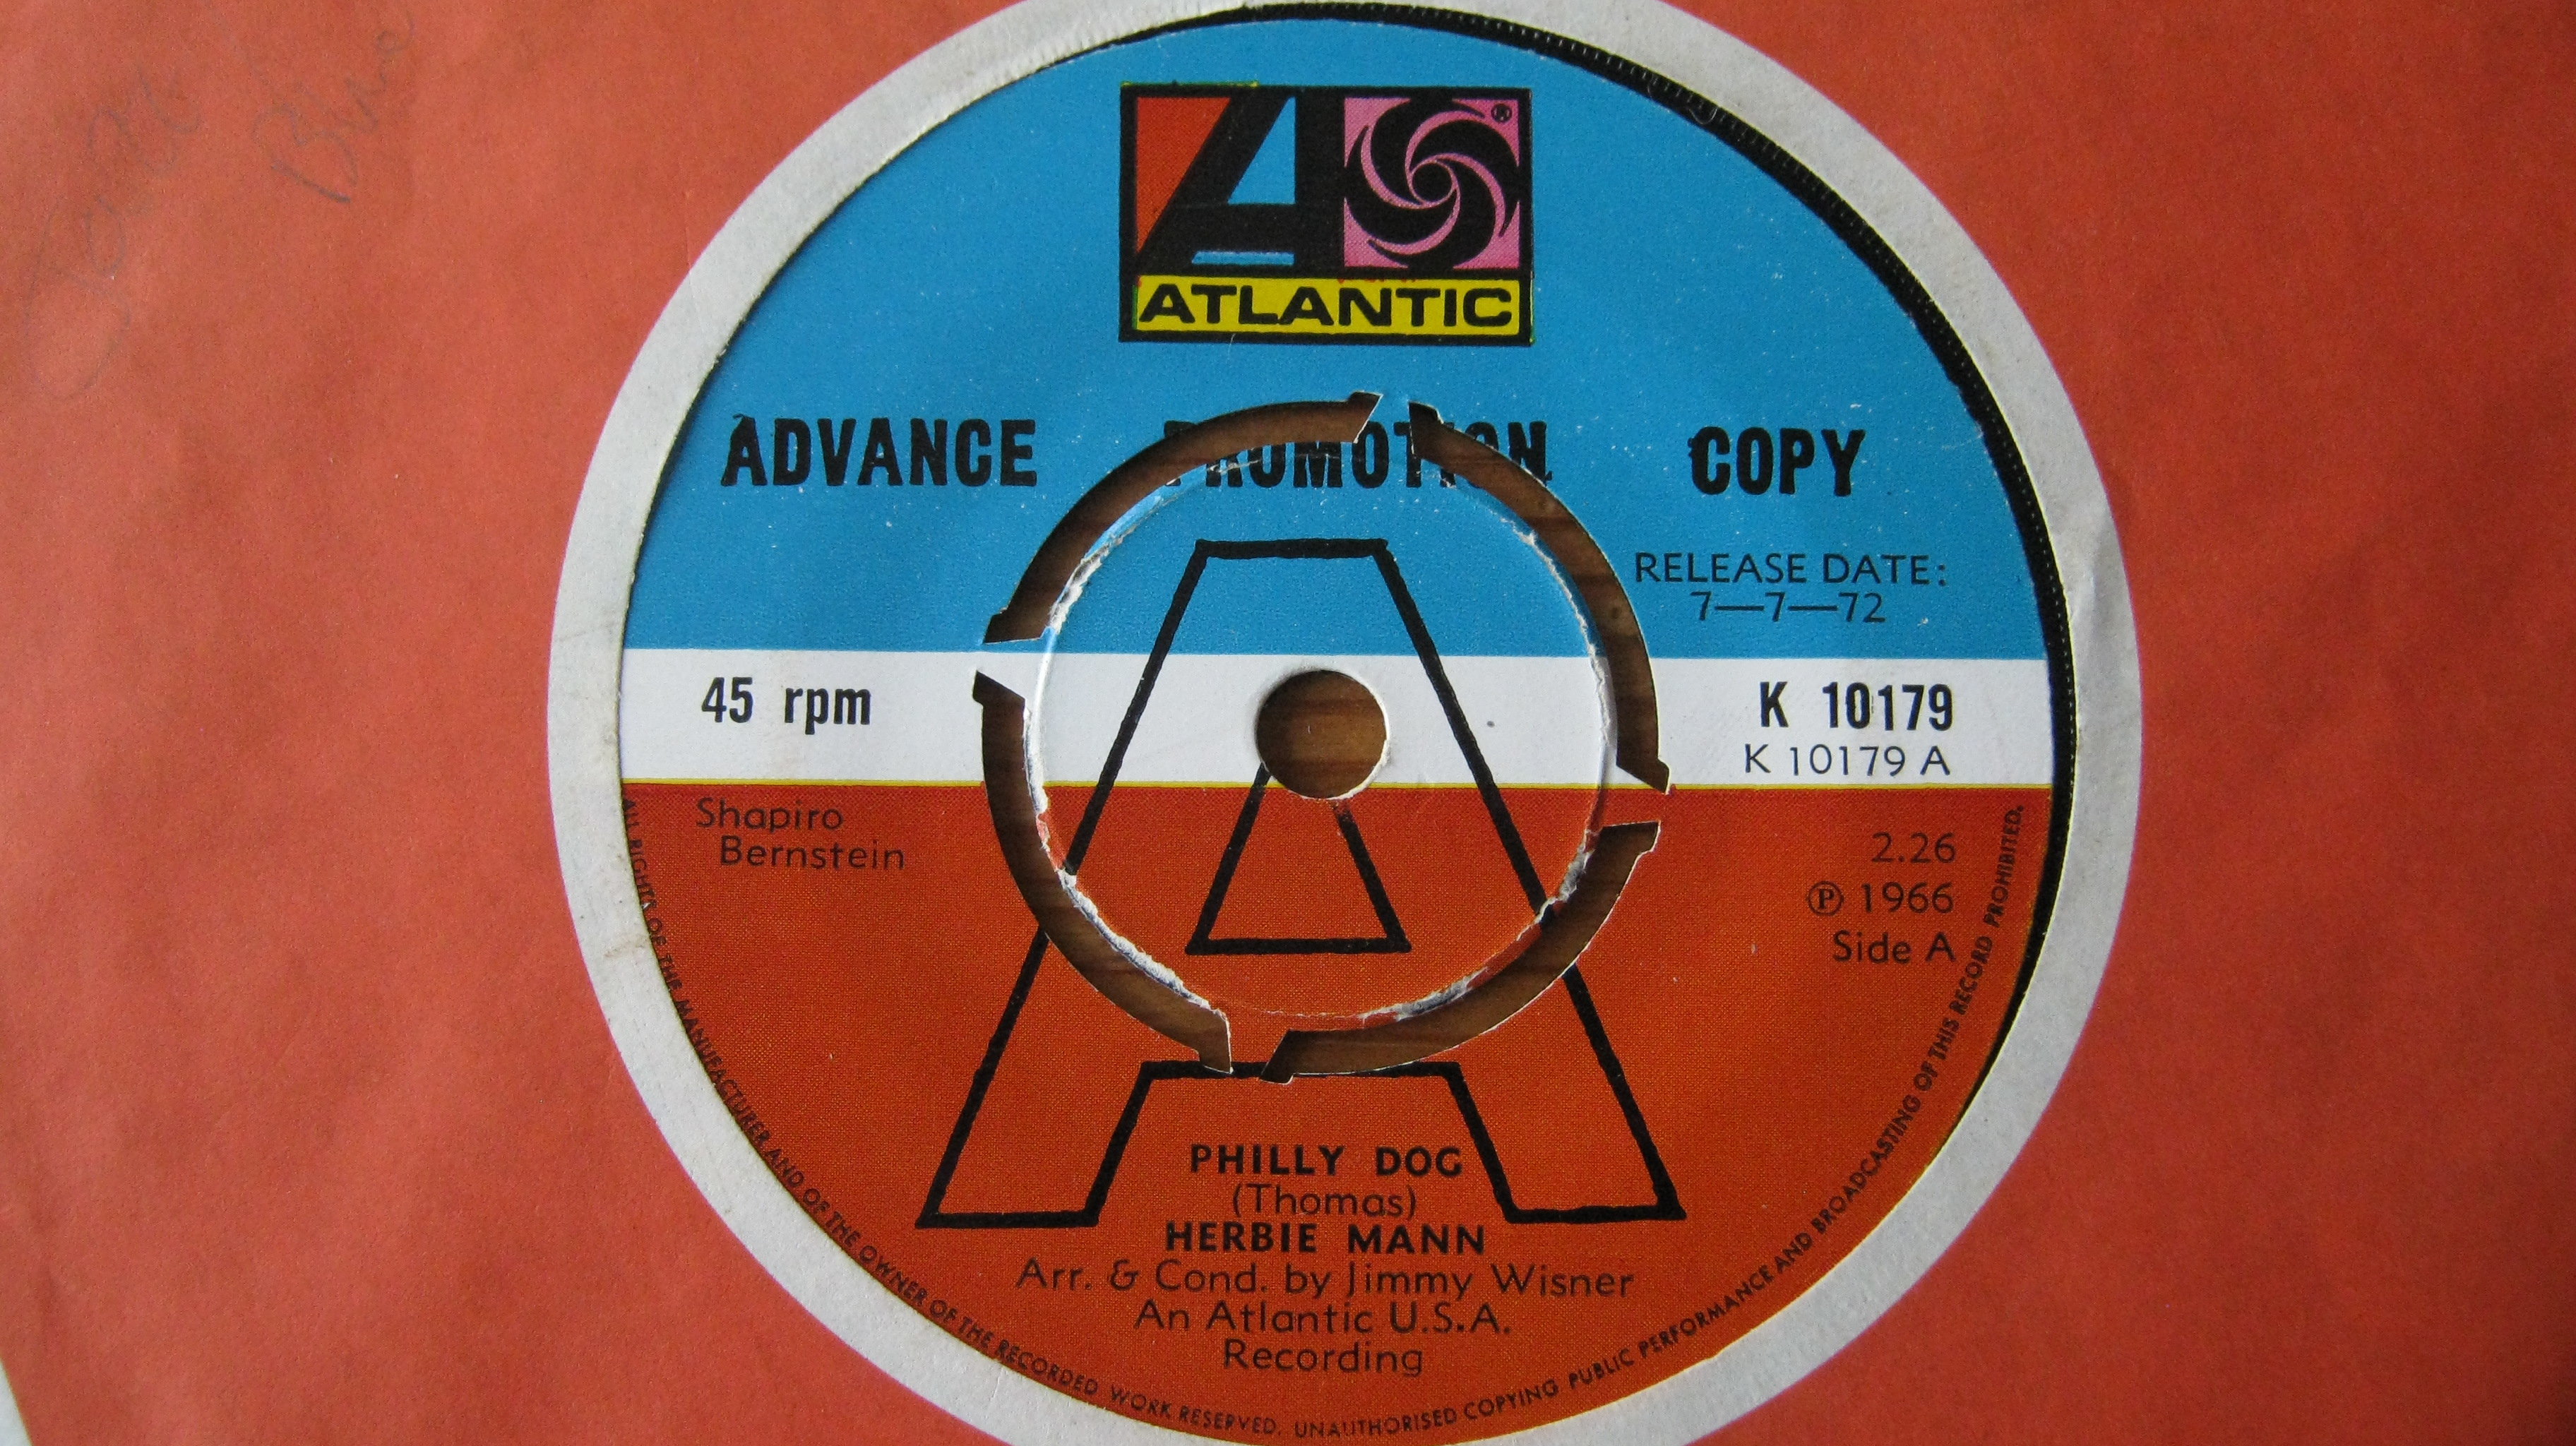 ATLANTIC
®
ADVANCE PROMOTION COPY
RELEASE DATE:
7—7—72
45 rpm
K 10179
K 10179 A
Shapiro
Bernstein
2.26
℗ 1966
Side A
A
PHILLY DOG
(Thomas)
HERBIE MANN
Arr. & Cond. by Jimmy Wisner
An Atlantic U.S.A.
Recording
ALL RIGHTS OF THE MANUFACTURER AND OF THE OWNER OF THE RECORDED WORK RESERVED. UNAUTHORISED COPYING PUBLIC PERFORMANCE AND BROADCASTING OF THIS RECORD PROHIBITED.